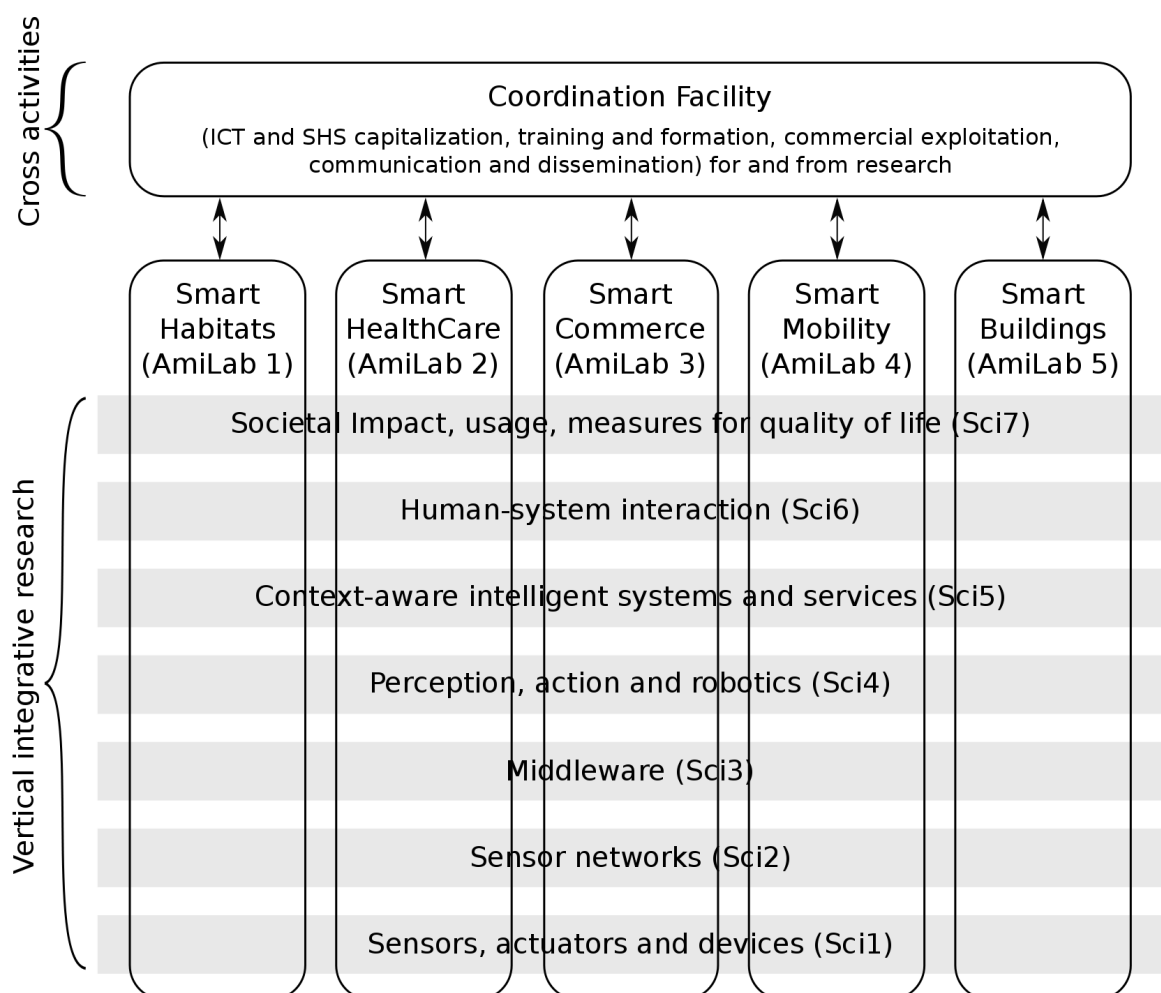 Cross activities
Coordination Facility
(ICT and SHS capitalization, training and formation, commercial exploitation,
communication and dissemination) for and from research
Smart
Habitats
(AmiLab 1)
Smart
HealthCare
(AmiLab 2)
Smart
Commerce
(AmiLab 3)
Smart
Mobility
(AmiLab 4)
Smart
Buildings
(AmiLab 5)
Vertical integrative research
Societal Impact, usage, measures for quality of life (Sci7)
Human-system interaction (Sci6)
Context-aware intelligent systems and services (Sci5)
Perception, action and robotics (Sci4)
Middleware (Sci3)
Sensor networks (Sci2)
Sensors, actuators and devices (Sci1)